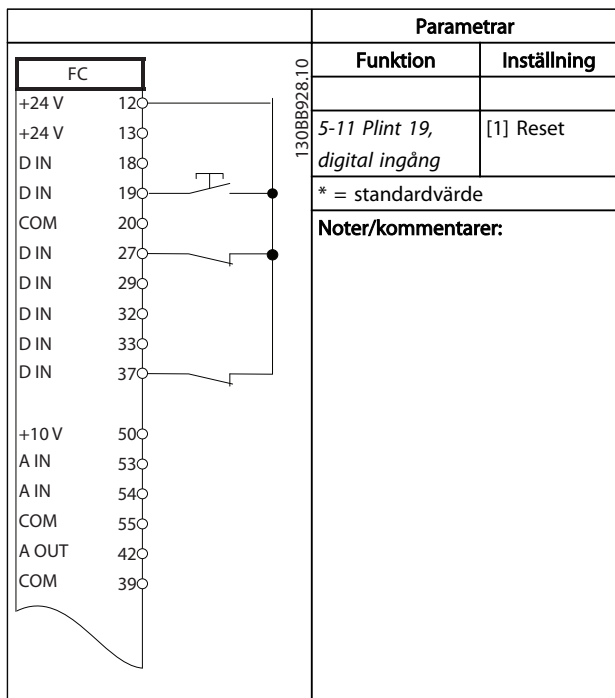 Parametrar
Funktion Inställning
FC
130BB928.10
+24 V 12
+24 V 13
D IN 18
D IN 19
COM 20
D IN 27
D IN 29
D IN 32
D IN 33
D IN 37
+10 V 50
A IN 53
A IN 54
COM 55
A OUT 42
COM 39
5-11 Plint 19, [1] Reset
digital ingång
* = standardvärde
Noter/kommentarer: